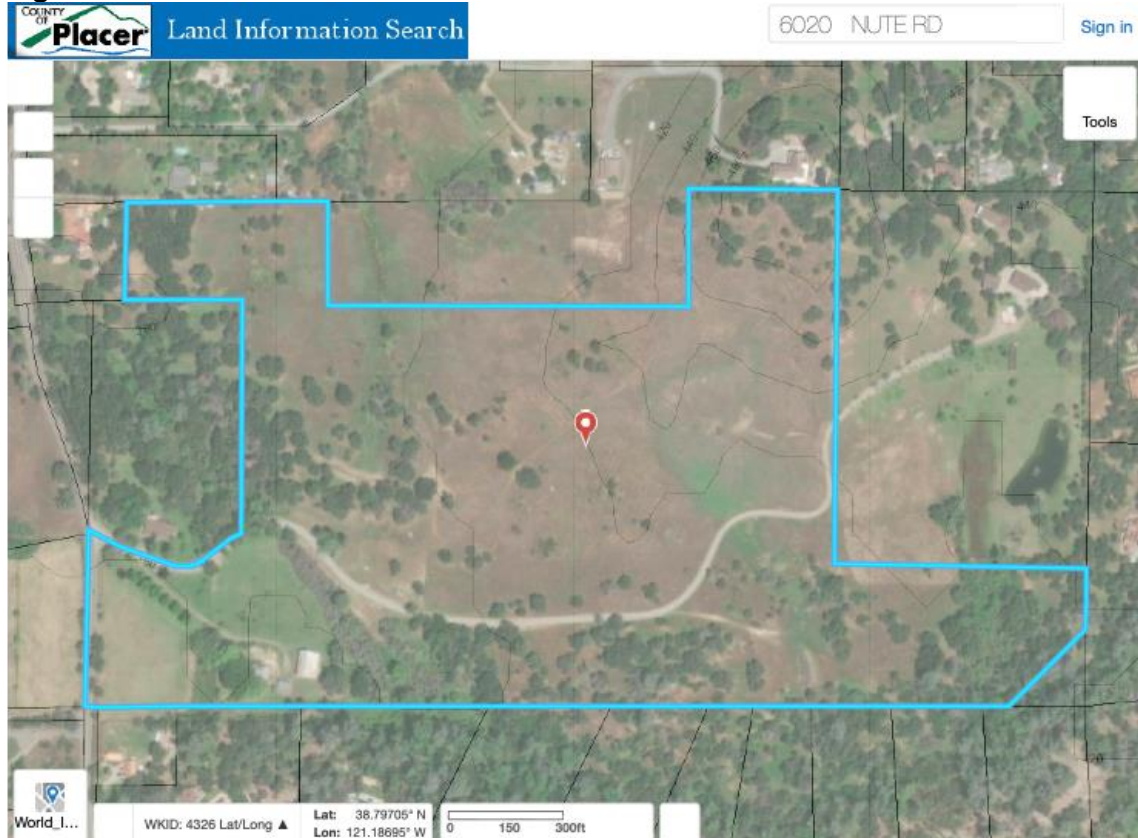 COUNTY
OF
Placer
Land Information Search
6020 NUTE RD
Sign in
Tools
420
World_I...
WKID: 4326 Lat/Long ▲
Lat: 38.79705° N
Lon: 121.18695° W
0 150 300ft